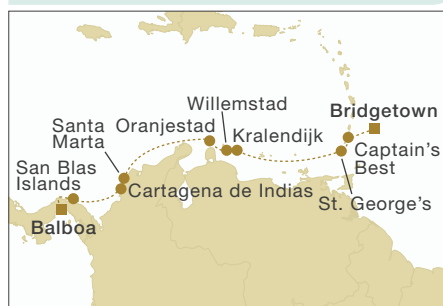 Willemstad
Bridgetown
Santa
Marta
Oranjestad
Kralendijk
Captain's
Best
San Blas
Islands
Cartagena de Indias
St. George's
Balboa